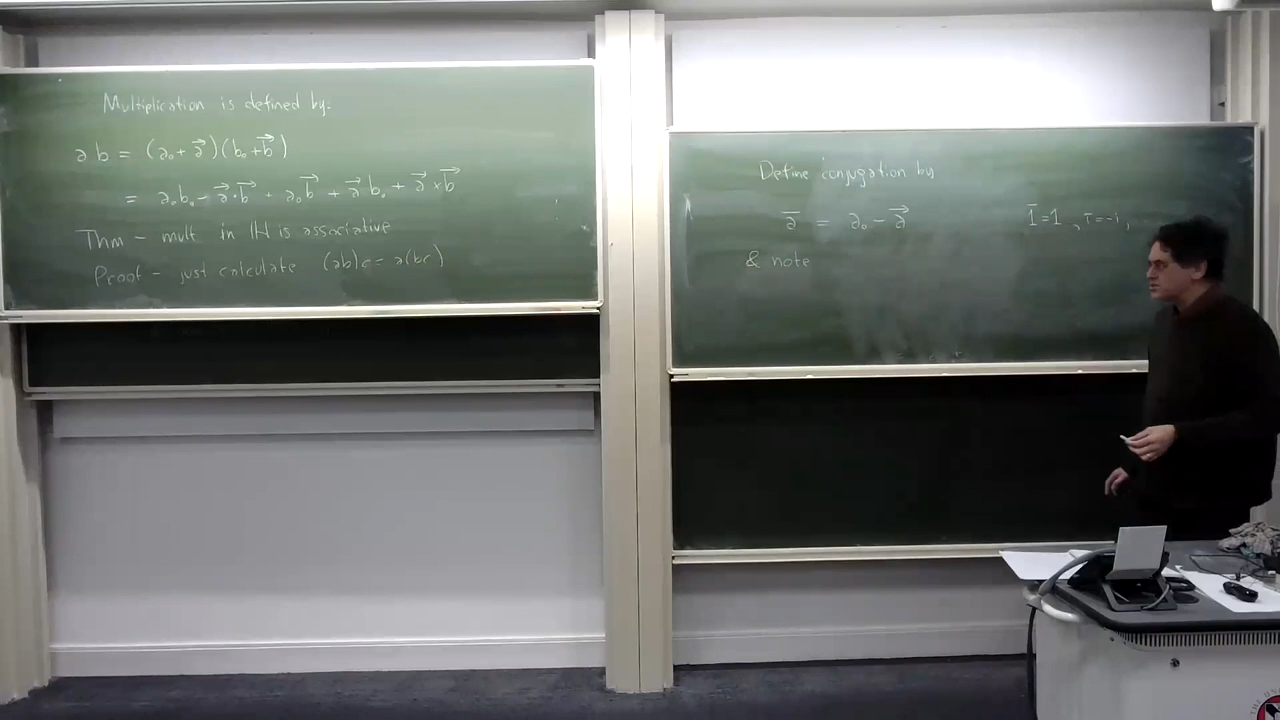 Multiplication is defined by.
a b = (a₀ + a⃗)(b₀ + b⃗)
= a₀b₀ - a⃗·b⃗ + a₀b⃗ + a⃗b₀ + a⃗×b⃗
Thm - mult in ℍ is associative
Proof - just calculate (ab)c = a(bc)
Define conjugation by
a̅ = a₀ - a⃗
1̅=1, i̅=-i,
& note